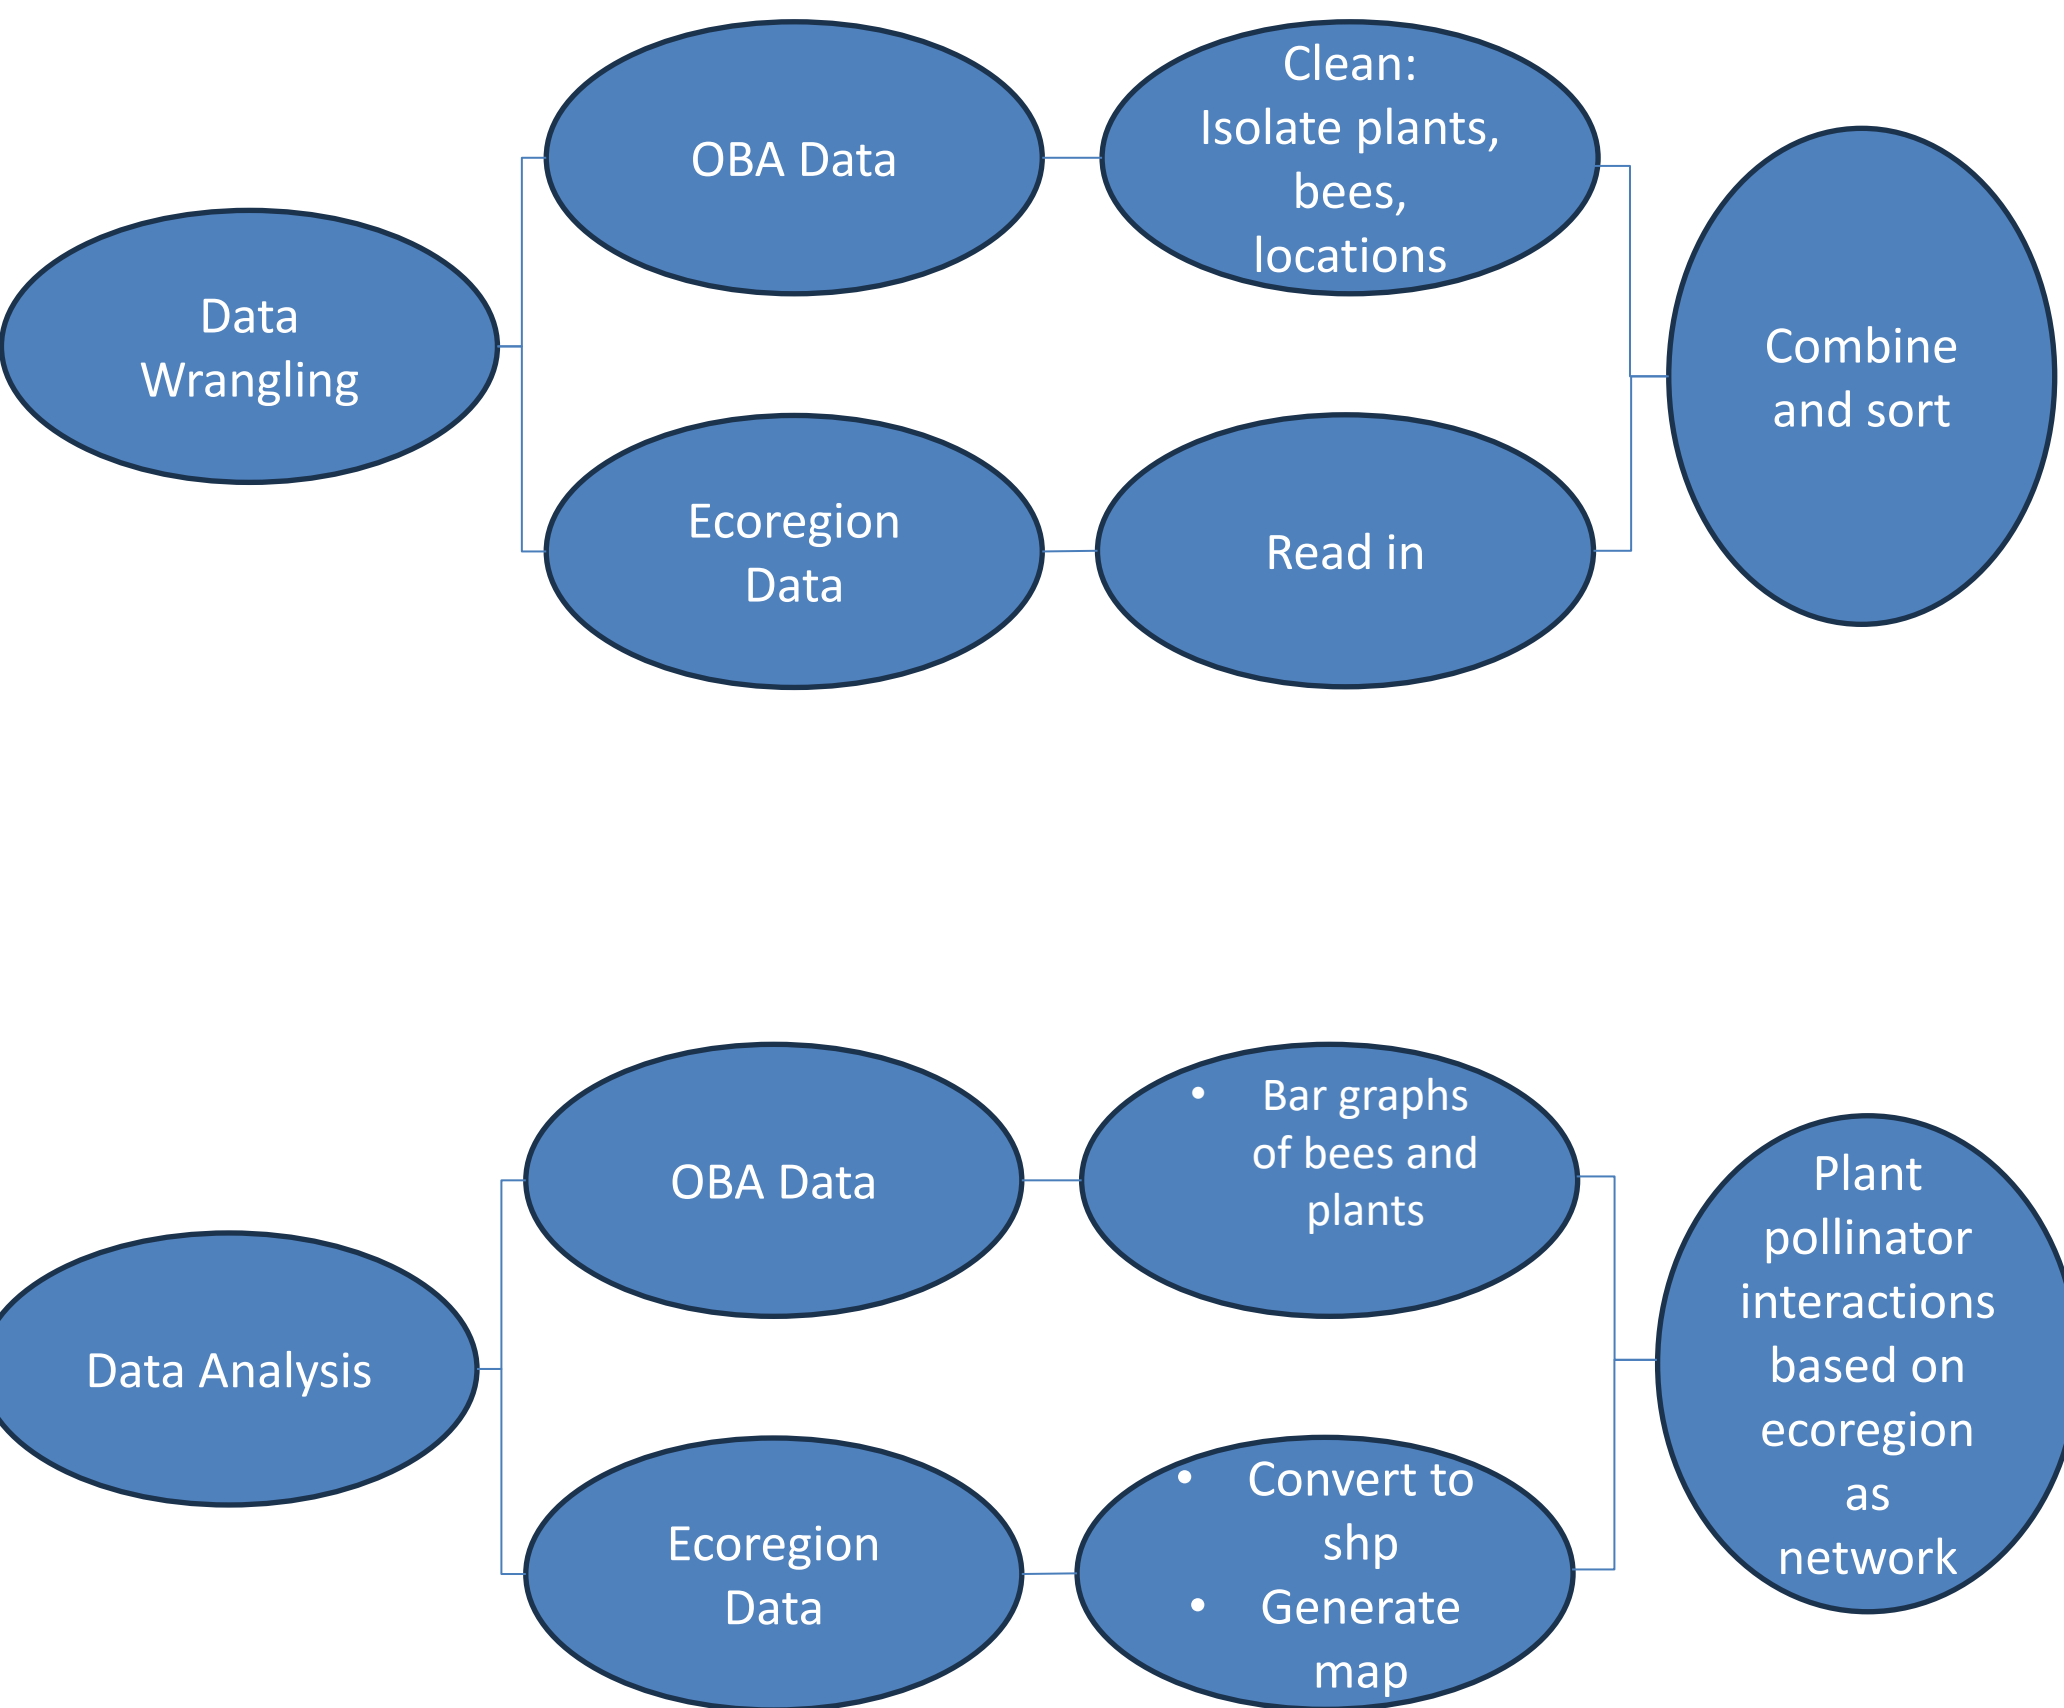 Data
Wrangling
OBA Data
Clean:
Isolate plants,
bees,
locations
Ecoregion
Data
Read in
Combine
and sort
Data Analysis
OBA Data
• Bar graphs
of bees and
plants
Ecoregion
Data
• Convert to
shp
• Generate
map
Plant
pollinator
interactions
based on
ecoregion
as
network